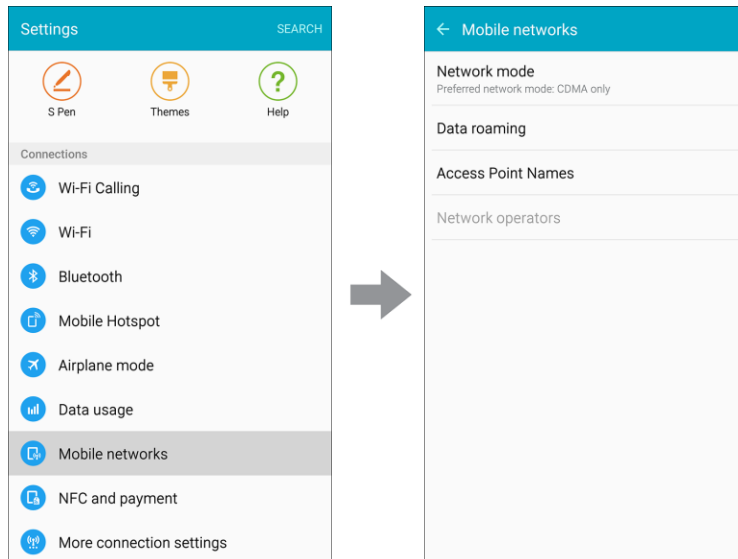 Settings
SEARCH
S Pen
Themes
Help
Connections
Wi-Fi Calling
Wi-Fi
Bluetooth
Mobile Hotspot
Airplane mode
Data usage
Mobile networks
NFC and payment
More connection settings
Mobile networks
Network mode
Preferred network mode: CDMA only
Data roaming
Access Point Names
Network operators